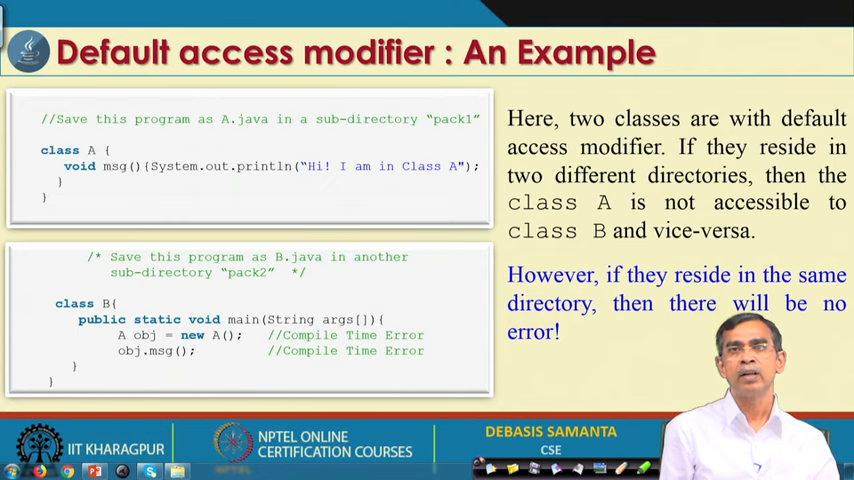 Default access modifier : An Example
//Save this program as A.java in a sub-directory “pack1”
class A {
void msg(){System.out.println(“Hi! I am in Class A");
}
}
/* Save this program as B.java in another
sub-directory “pack2” */
class B{
public static void main(String args[]){
A obj = new A(); //Compile Time Error
obj.msg(); //Compile Time Error
}
}
Here, two classes are with default
access modifier. If they reside in
two different directories, then the
class A is not accessible to
class B and vice-versa.
However, if they reside in the same
directory, then there will be no
error!
IIT KHARAGPUR
NPTEL ONLINE
CERTIFICATION COURSES
DEBASIS SAMANTA
CSE